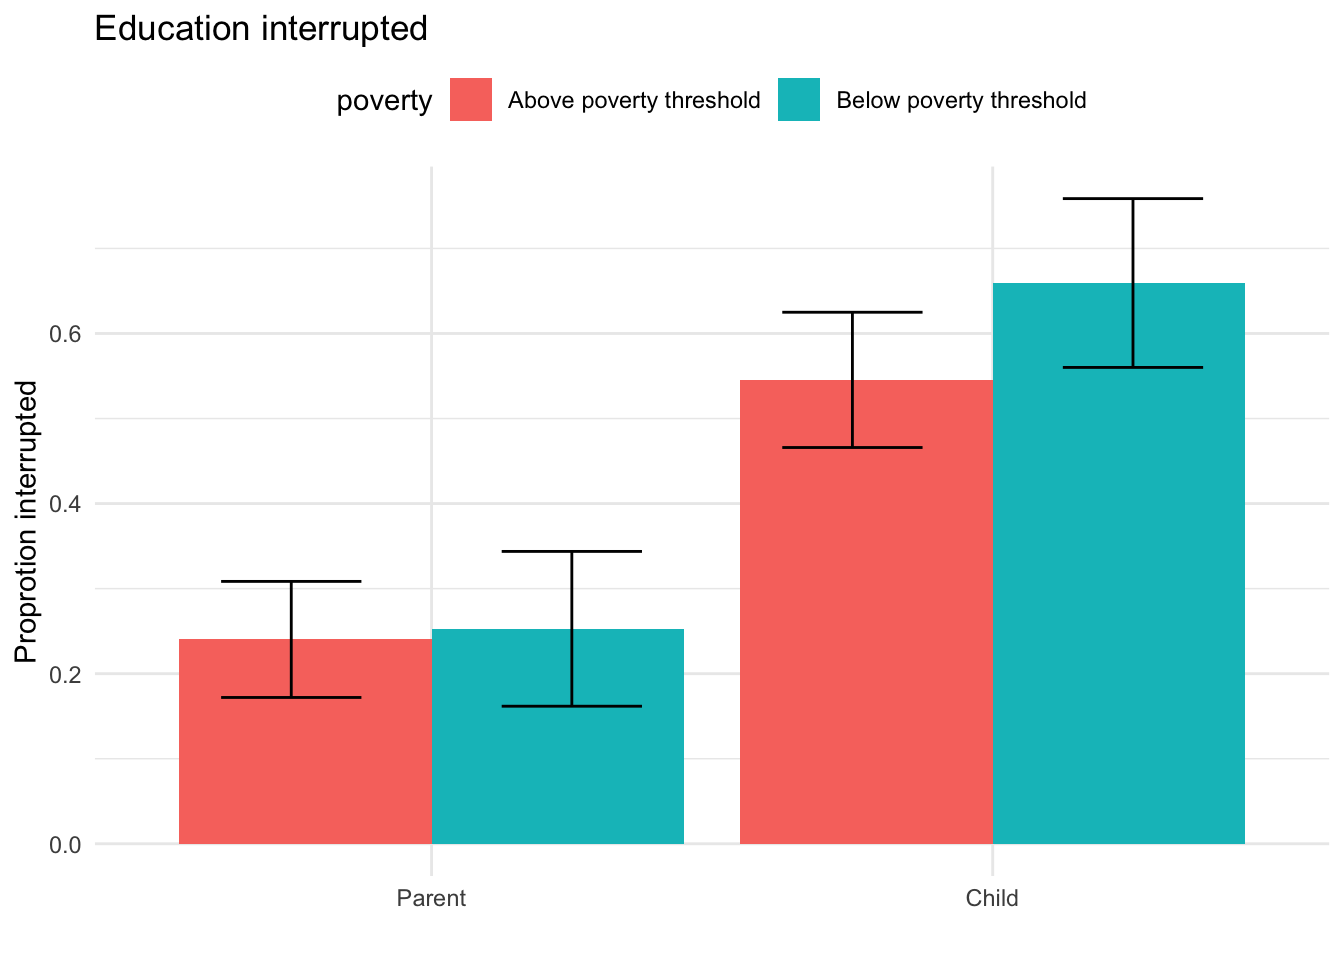 Education interrupted
poverty Above poverty threshold Below poverty threshold
Proprotion interrupted
0.6
0.4
0.2
0.0
Parent Child